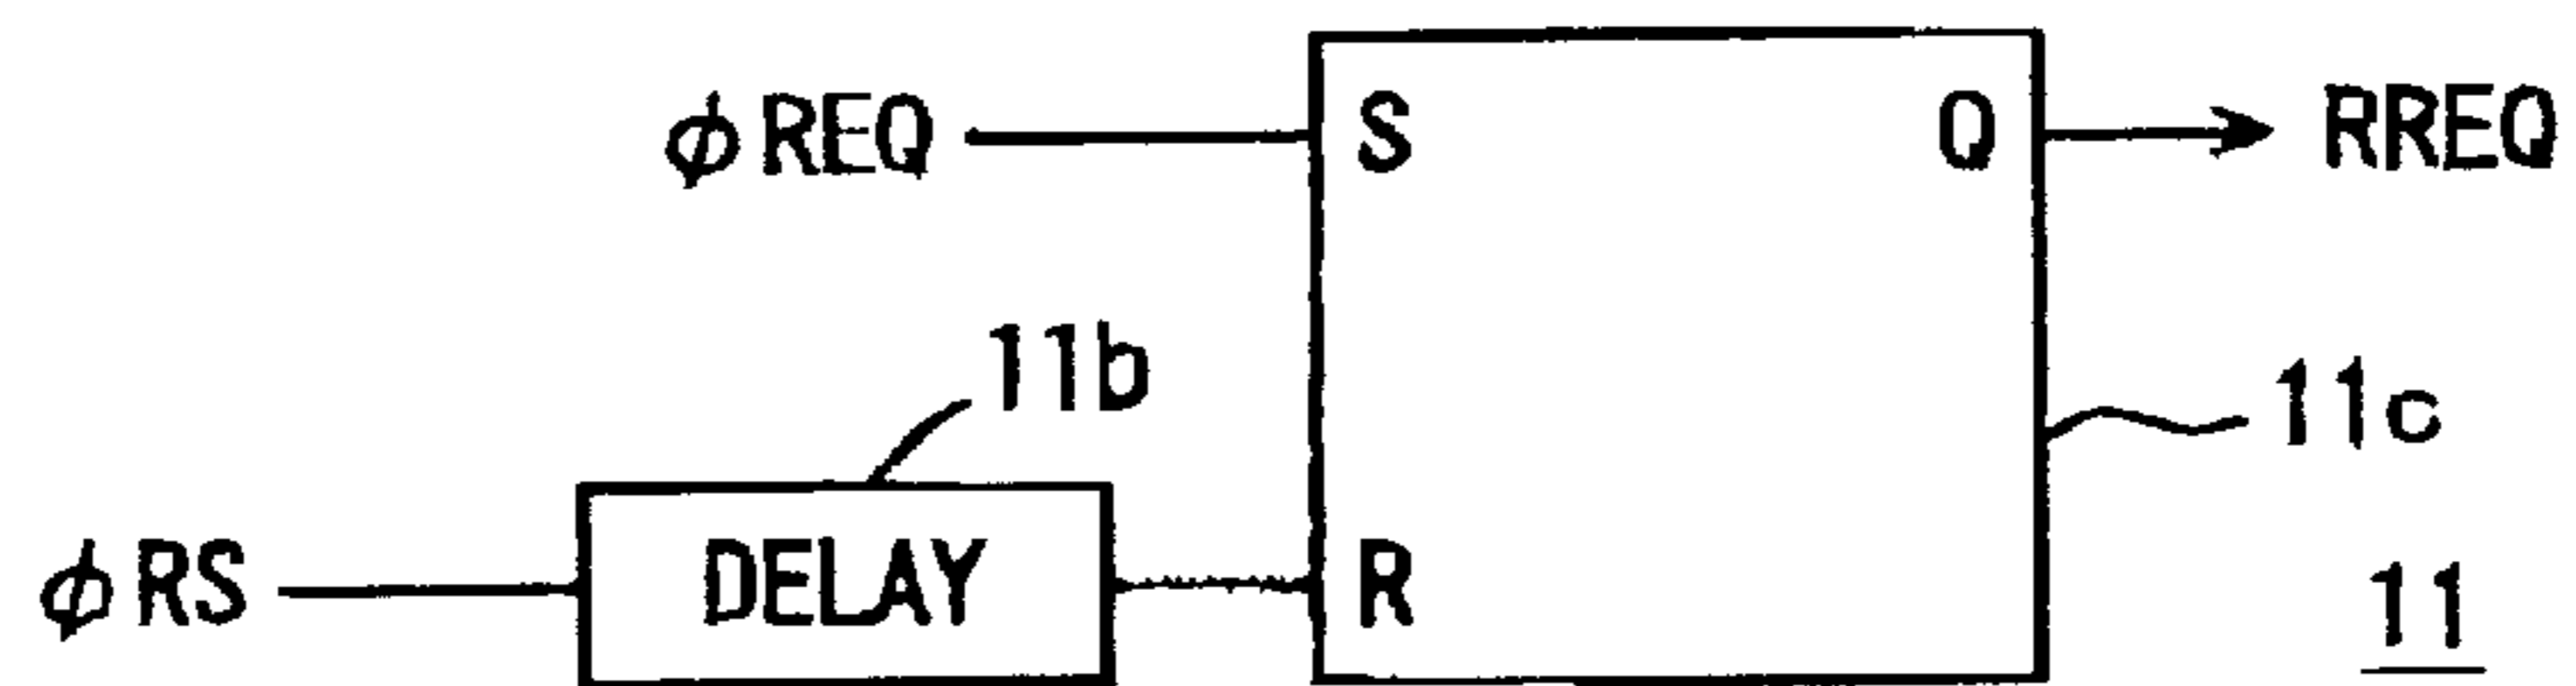 φREQ
S
Q
RREQ
11b
11c
φRS
DELAY
R
11